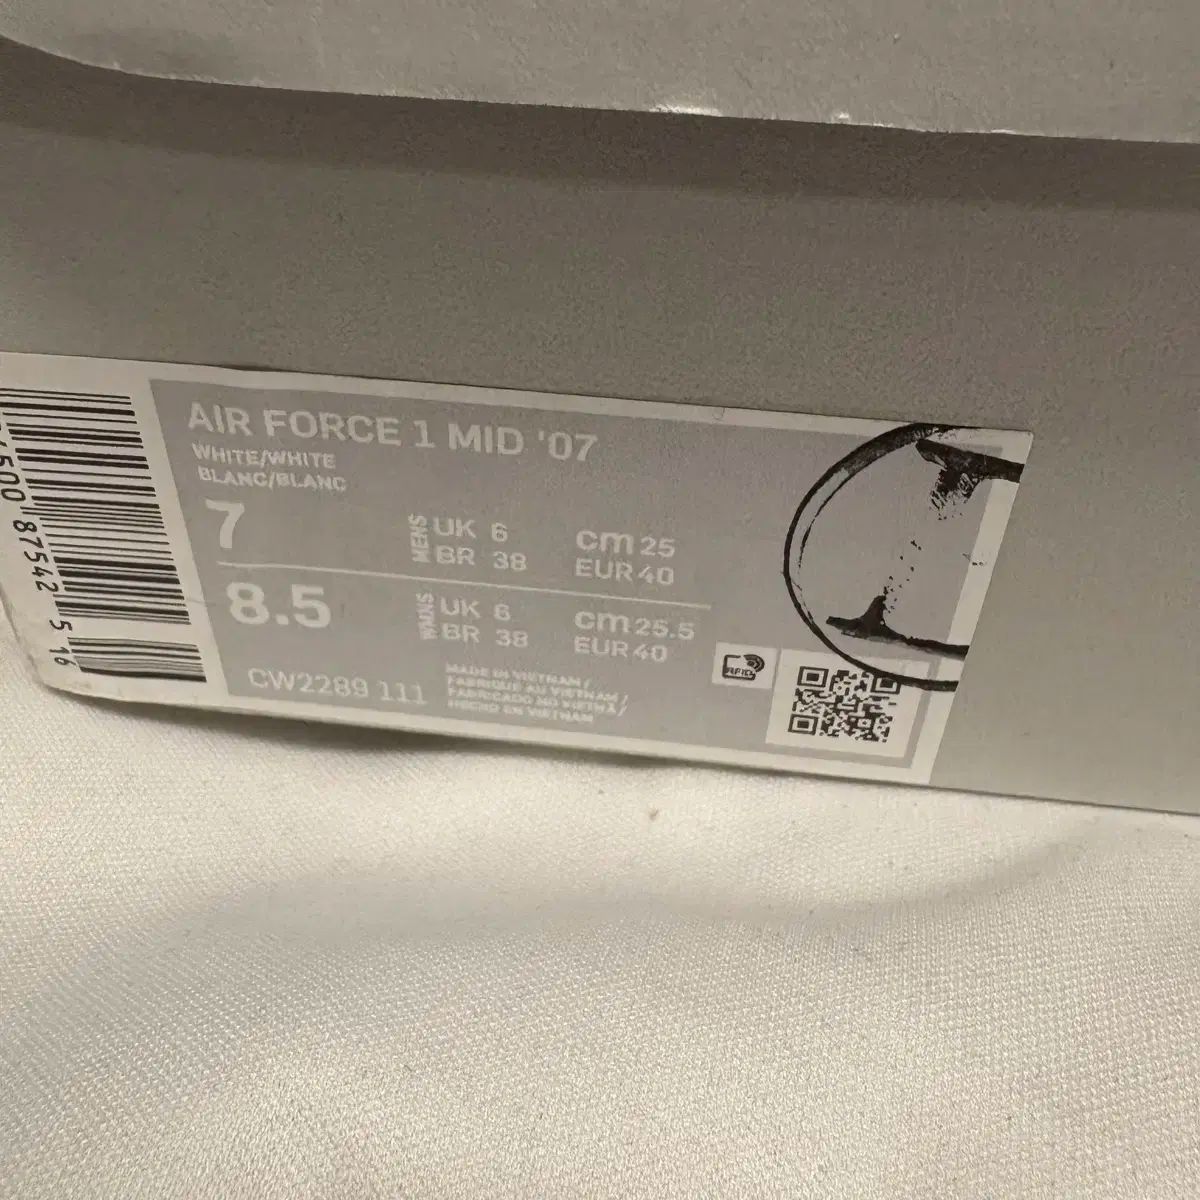 AIR FORCE 1 MID '07
WHITE/WHITE
BLANC/BLANC
7
MENS
UK 6
BR 38
cm 25
EUR 40
8.5
WMNS
UK 6
BR 38
cm 25.5
EUR 40
CW2289 111
MADE IN VIETNAM/
FABRIQUE AU VIETNAM/
FABRICADO NO VIETNÃ/
HECHO EN VIETNAM
RFID
500 87542 5 16